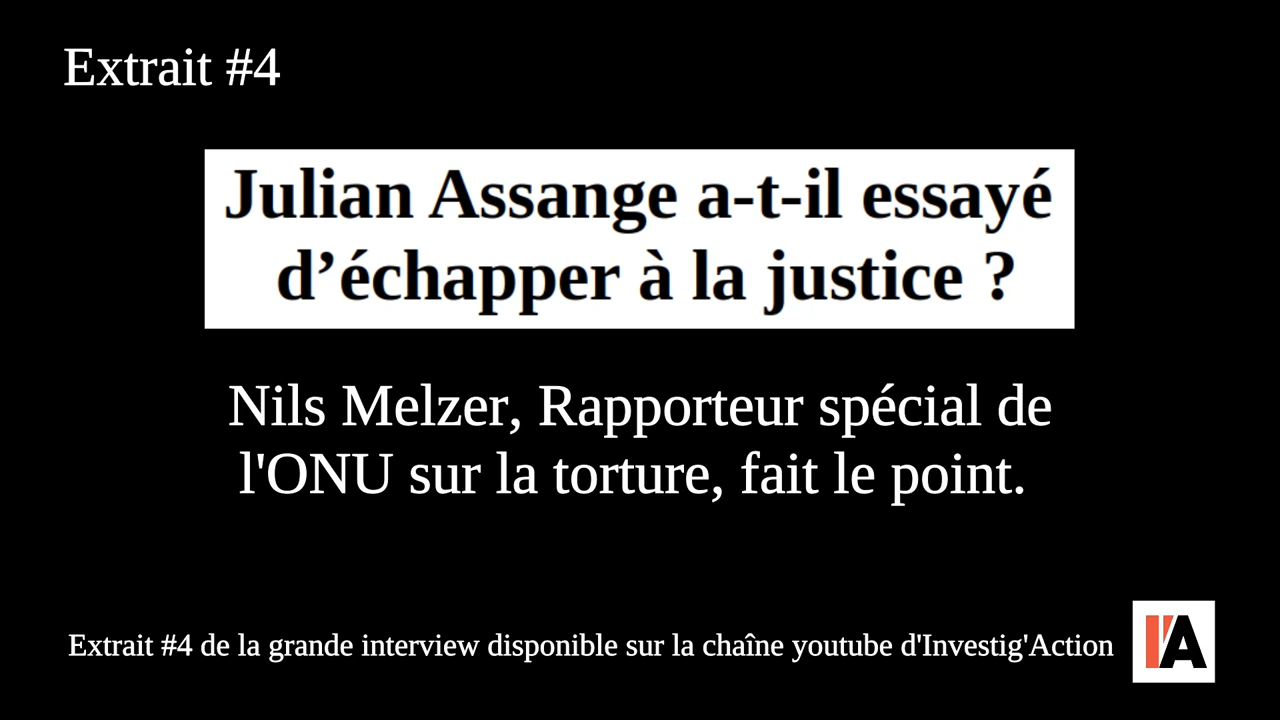 Extrait #4
Julian Assange a-t-il essayé
d’échapper à la justice ?
Nils Melzer, Rapporteur spécial de
l'ONU sur la torture, fait le point.
Extrait #4 de la grande interview disponible sur la chaîne youtube d'Investig'Action
IA